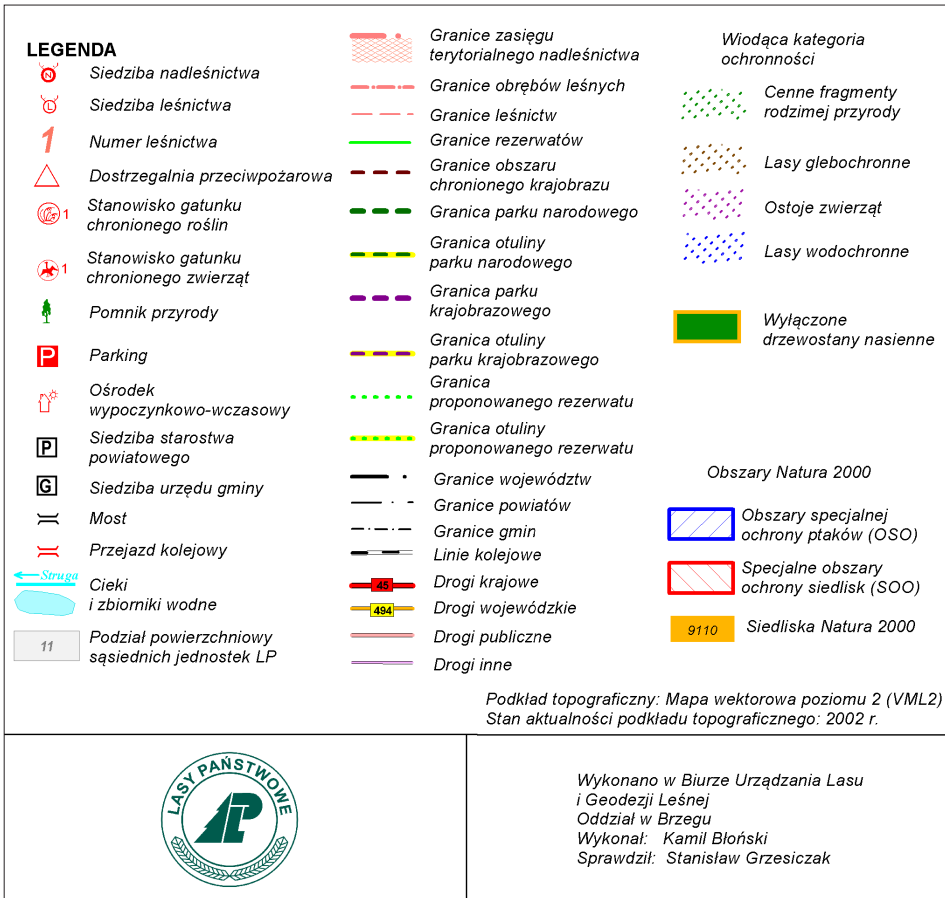 LEGENDA
N
Siedziba nadleśnictwa
L
Siedziba leśnictwa
1
Numer leśnictwa
Dostrzegalnia przeciwpożarowa
1
Stanowisko gatunku
chronionego roślin
1
Stanowisko gatunku
chronionego zwierząt
Pomnik przyrody
P
Parking
Ośrodek
wypoczynkowo-wczasowy
P
Siedziba starostwa
powiatowego
G
Siedziba urzędu gminy
Most
Przejazd kolejowy
Struga
Cieki
i zbiorniki wodne
11
Podział powierzchniowy
sąsiednich jednostek LP
Granice zasięgu
terytorialnego nadleśnictwa
Granice obrębów leśnych
Granice leśnictw
Granice rezerwatów
Granice obszaru
chronionego krajobrazu
Granica parku narodowego
Granica otuliny
parku narodowego
Granica parku
krajobrazowego
Granica otuliny
parku krajobrazowego
Granica
proponowanego rezerwatu
Granica otuliny
proponowanego rezerwatu
Granice województw
Granice powiatów
Granice gmin
Linie kolejowe
45
Drogi krajowe
494
Drogi wojewódzkie
Drogi publiczne
Drogi inne
Wiodąca kategoria
ochronności
Cenne fragmenty
rodzimej przyrody
Lasy glebochronne
Ostoje zwierząt
Lasy wodochronne
Wyłączone
drzewostany nasienne
Obszary Natura 2000
Obszary specjalnej
ochrony ptaków (OSO)
Specjalne obszary
ochrony siedlisk (SOO)
9110
Siedliska Natura 2000
Podkład topograficzny: Mapa wektorowa poziomu 2 (VML2)
Stan aktualności podkładu topograficznego: 2002 r.
LASY PAŃSTWOWE
LP
Wykonano w Biurze Urządzania Lasu
i Geodezji Leśnej
Oddział w Brzegu
Wykonał: Kamil Błoński
Sprawdził: Stanisław Grzesiczak